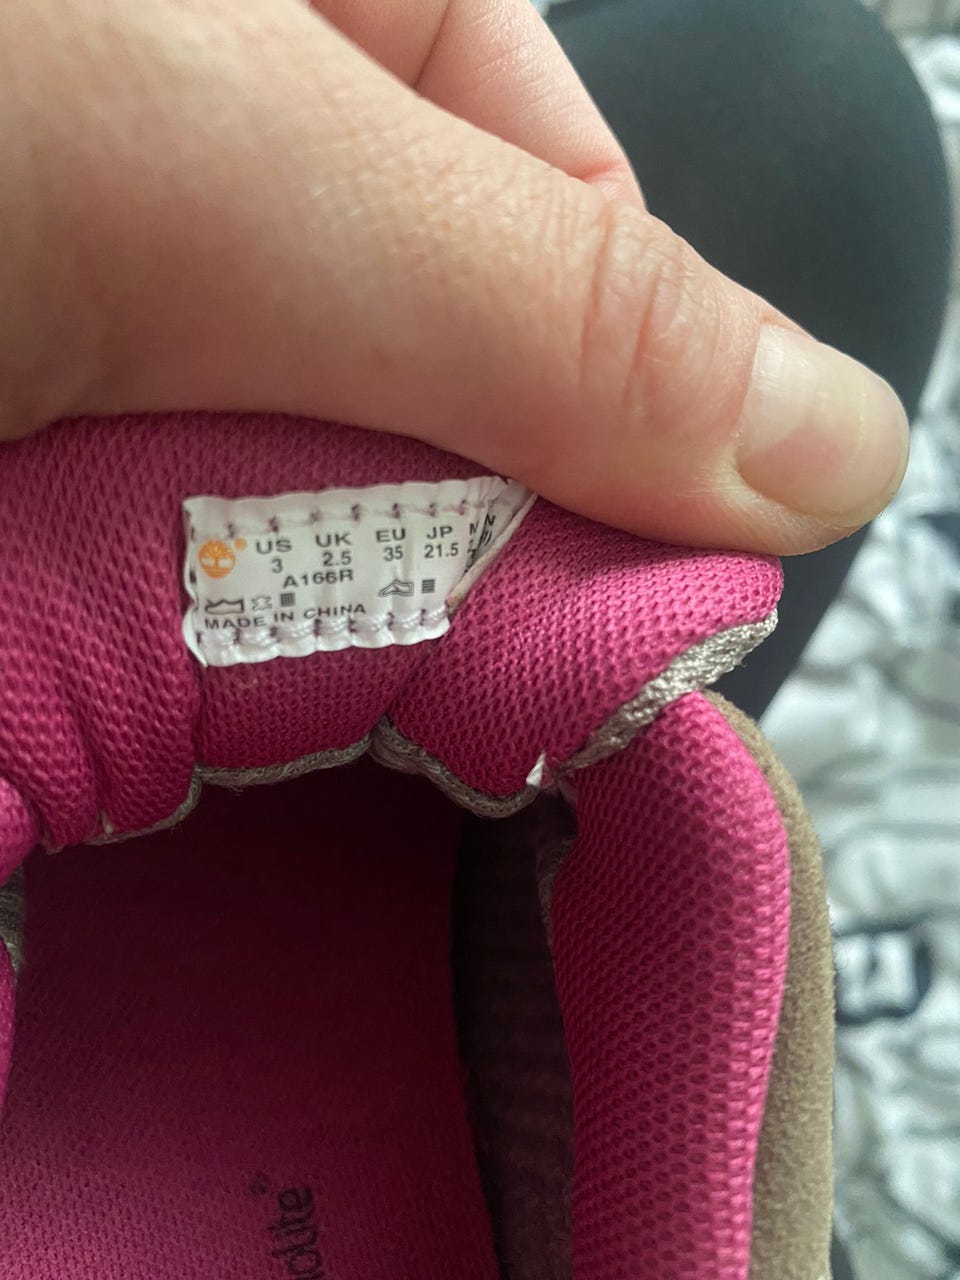 US UK EU JP
3 2.5 35 21.5
A166R
MADE IN CHINA